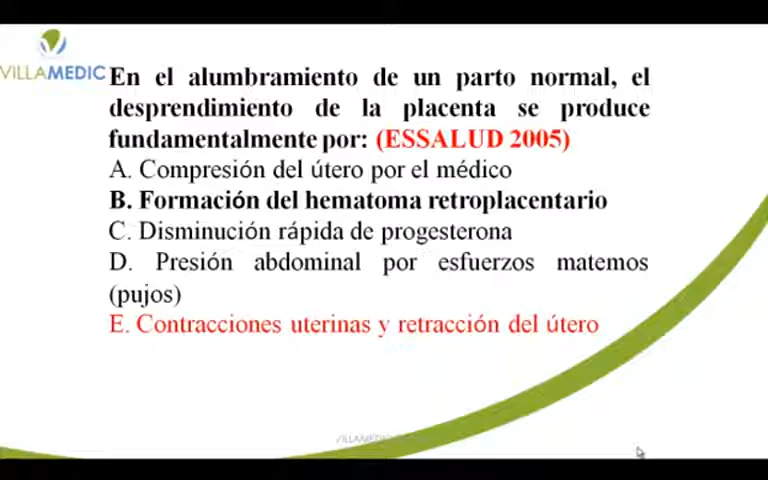 VILLAMEDIC
En el alumbramiento de un parto normal, el
desprendimiento de la placenta se produce
fundamentalmente por: (ESSALUD 2005)
A. Compresión del útero por el médico
B. Formación del hematoma retroplacentario
C. Disminución rápida de progesterona
D. Presión abdominal por esfuerzos matemos
(pujos)
E. Contracciones uterinas y retracción del útero
VILLAMEDIC